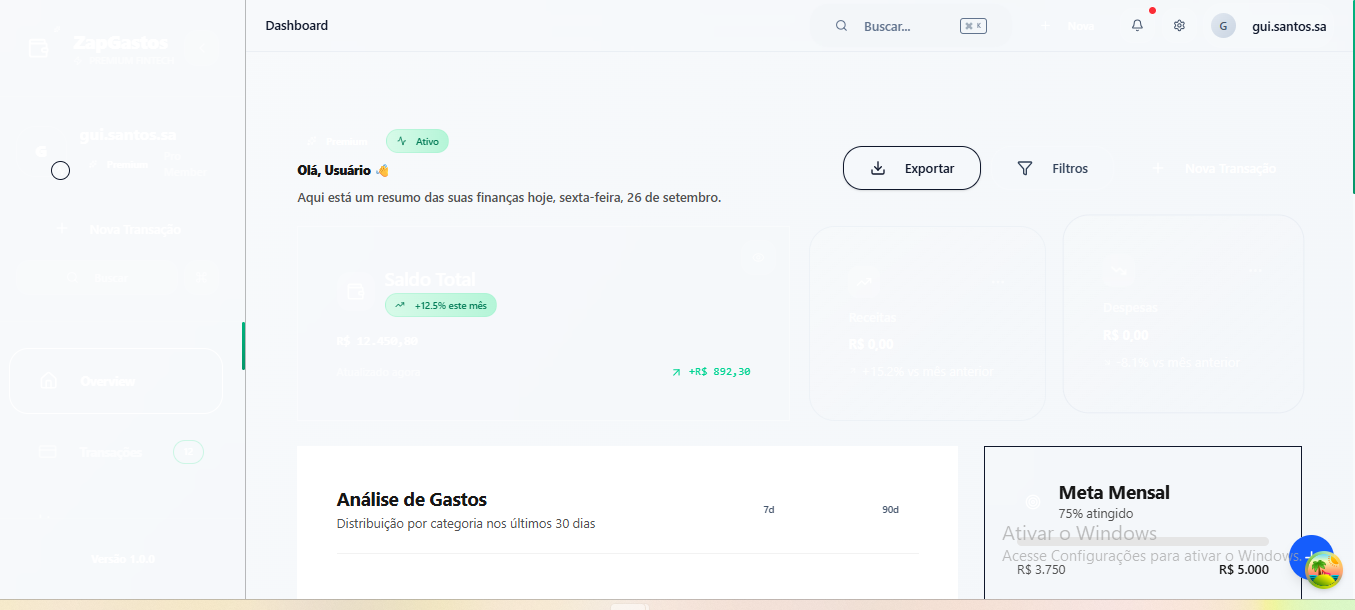 Dashboard
Buscar...
⌘ K
Novo
G
gui.santos.sa
ZapGastos
gui.santos.sa
Premium
Nova Transação
Overview
Transações
Versão 1.0.0
Premium
Ativo
Olá, Usuário 👋
Aqui está um resumo das suas finanças hoje, sexta-feira, 26 de setembro.
Exportar
Filtros
Nova Transação
Saldo Total
+12.5% este mês
R$ 12.450,80
+R$ 892,30
Receitas
R$ 0,00
+15.2% vs mês anterior
Despesas
R$ 0,00
-3.1% vs mês anterior
Análise de Gastos
Distribuição por categoria nos últimos 30 dias
7d
90d
Meta Mensal
75% atingido
R$ 3.750
R$ 5.000
Ativar o Windows
Acesse Configurações para ativar o Windows.